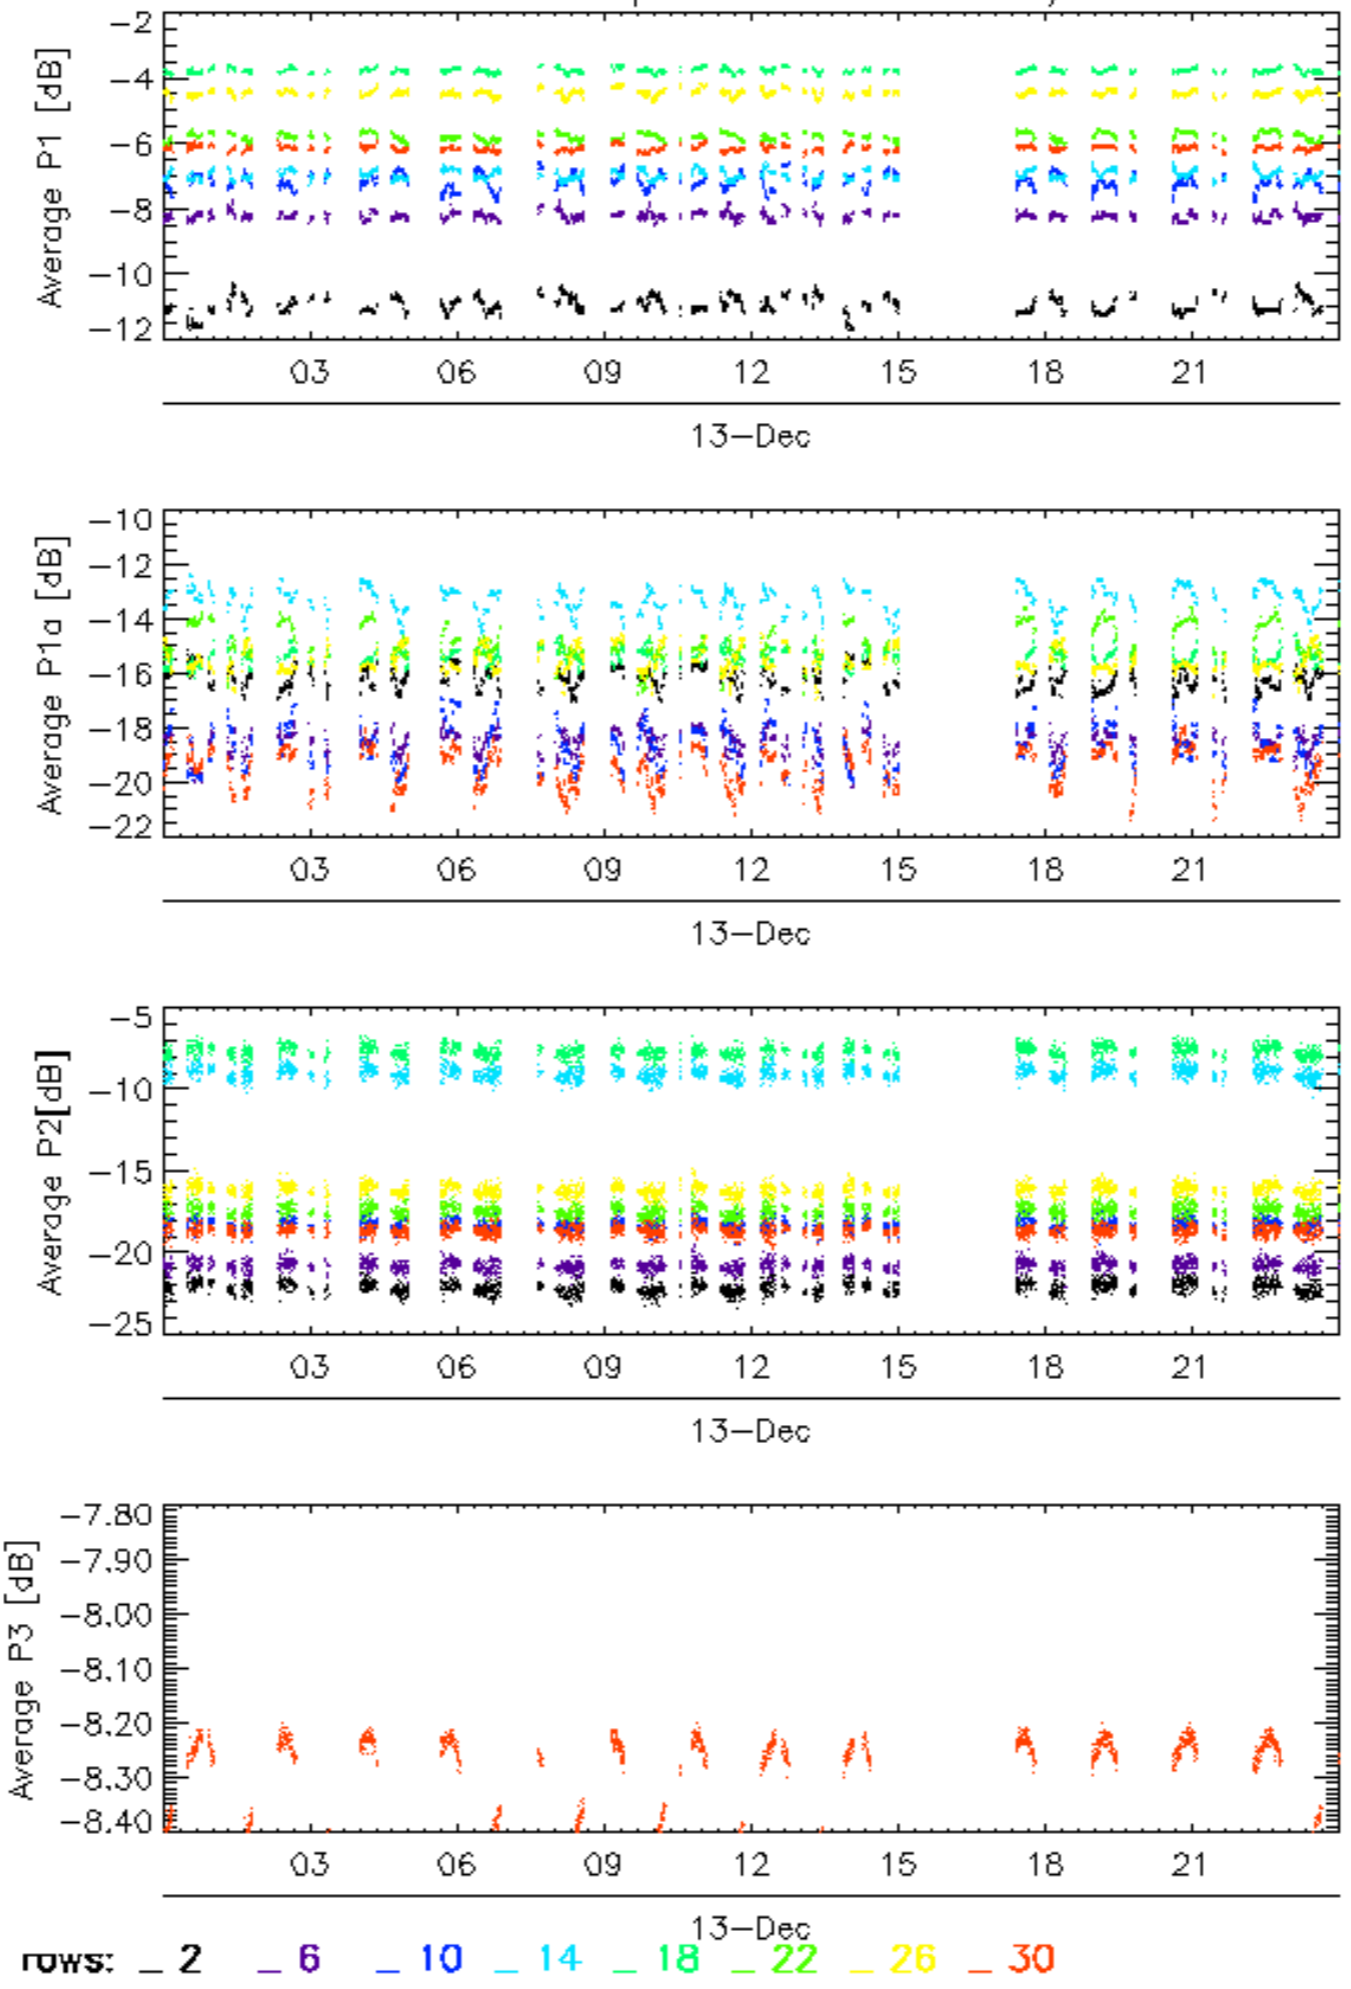 Average P1 [dB]
-2
-4
-6
-8
-10
-12
03 06 09 12 15 18 21
13-Dec
Average P1a [dB]
-10
-12
-14
-16
-18
-20
-22
03 06 09 12 15 18 21
13-Dec
Average P2[dB]
-5
-10
-15
-20
-25
03 06 09 12 15 18 21
13-Dec
Average P3 [dB]
-7.80
-7.90
-8.00
-8.10
-8.20
-8.30
-8.40
03 06 09 12 15 18 21
13-Dec
rows: _ 2 _ 6 _ 10 _ 14 _ 18 _ 22 _ 26 _ 30